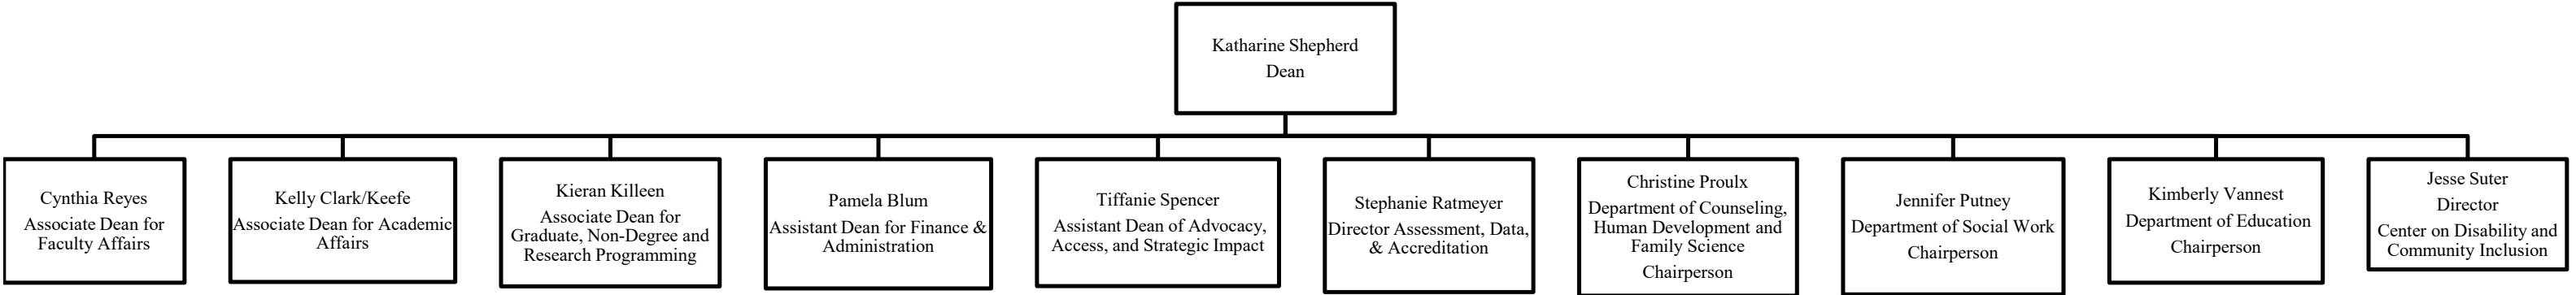 Katharine Shepherd
Dean
Cynthia Reyes
Associate Dean for
Faculty Affairs
Kelly Clark/Keefe
Associate Dean for Academic
Affairs
Kieran Killeen
Associate Dean for
Graduate, Non-Degree and
Research Programming
Pamela Blum
Assistant Dean for Finance &
Administration
Tiffanie Spencer
Assistant Dean of Advocacy,
Access, and Strategic Impact
Stephanie Ratmeyer
Director Assessment, Data,
& Accreditation
Christine Proulx
Department of Counseling,
Human Development and
Family Science
Chairperson
Jennifer Putney
Department of Social Work
Chairperson
Kimberly Vannest
Department of Education
Chairperson
Jesse Suter
Director
Center on Disability and
Community Inclusion